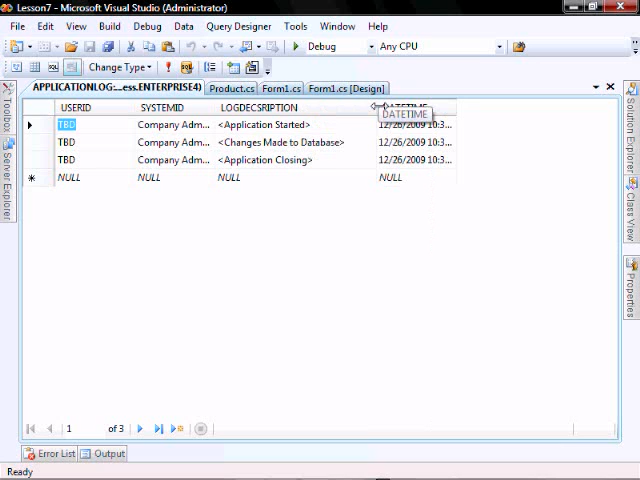 Lesson7 - Microsoft Visual Studio (Administrator)
File Edit View Build Debug Data Query Designer Tools Window Help
Debug Any CPU
SQL Change Type SQL
APPLICATIONLOG:...ess.ENTERPRISE4) Product.cs Form1.cs Form1.cs [Design]
USERID SYSTEMID LOGDECSRIPTION DATETIME
DATETIME
TBD Company Adm... <Application Started> 12/26/2009 10:3...
TBD Company Adm... <Changes Made to Database> 12/26/2009 10:3...
TBD Company Adm... <Application Closing> 12/26/2009 10:3...
NULL NULL NULL NULL
1 of 3
Toolbox
Server Explorer
Solution Explorer
Class View
Properties
Error List Output
Ready